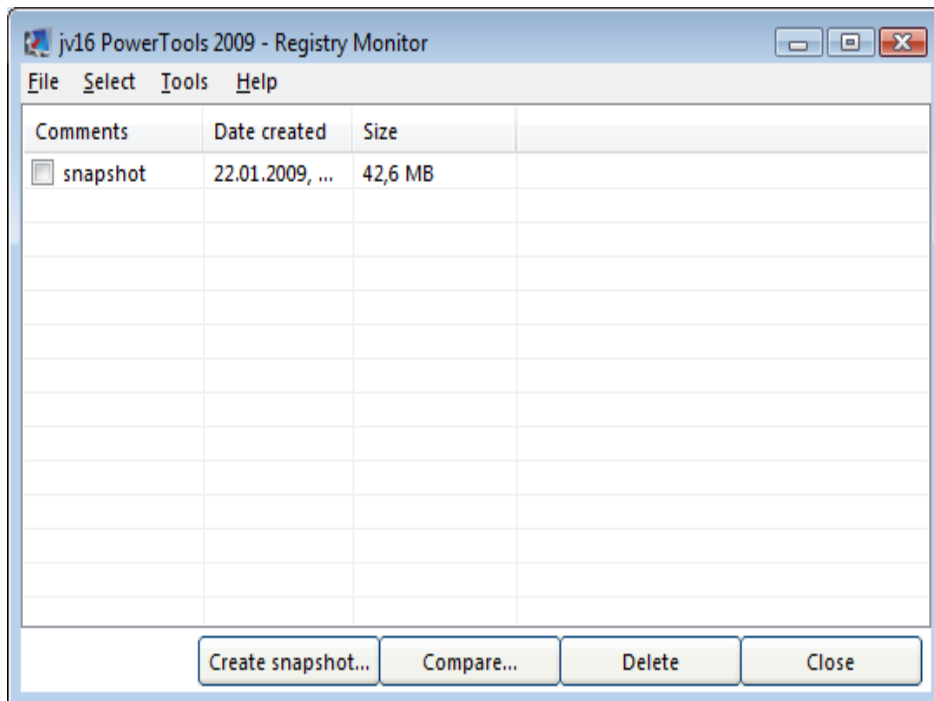 jv16 PowerTools 2009 - Registry Monitor
File Select Tools Help
Comments Date created Size
snapshot 22.01.2009, ... 42,6 MB
Create snapshot... Compare... Delete Close